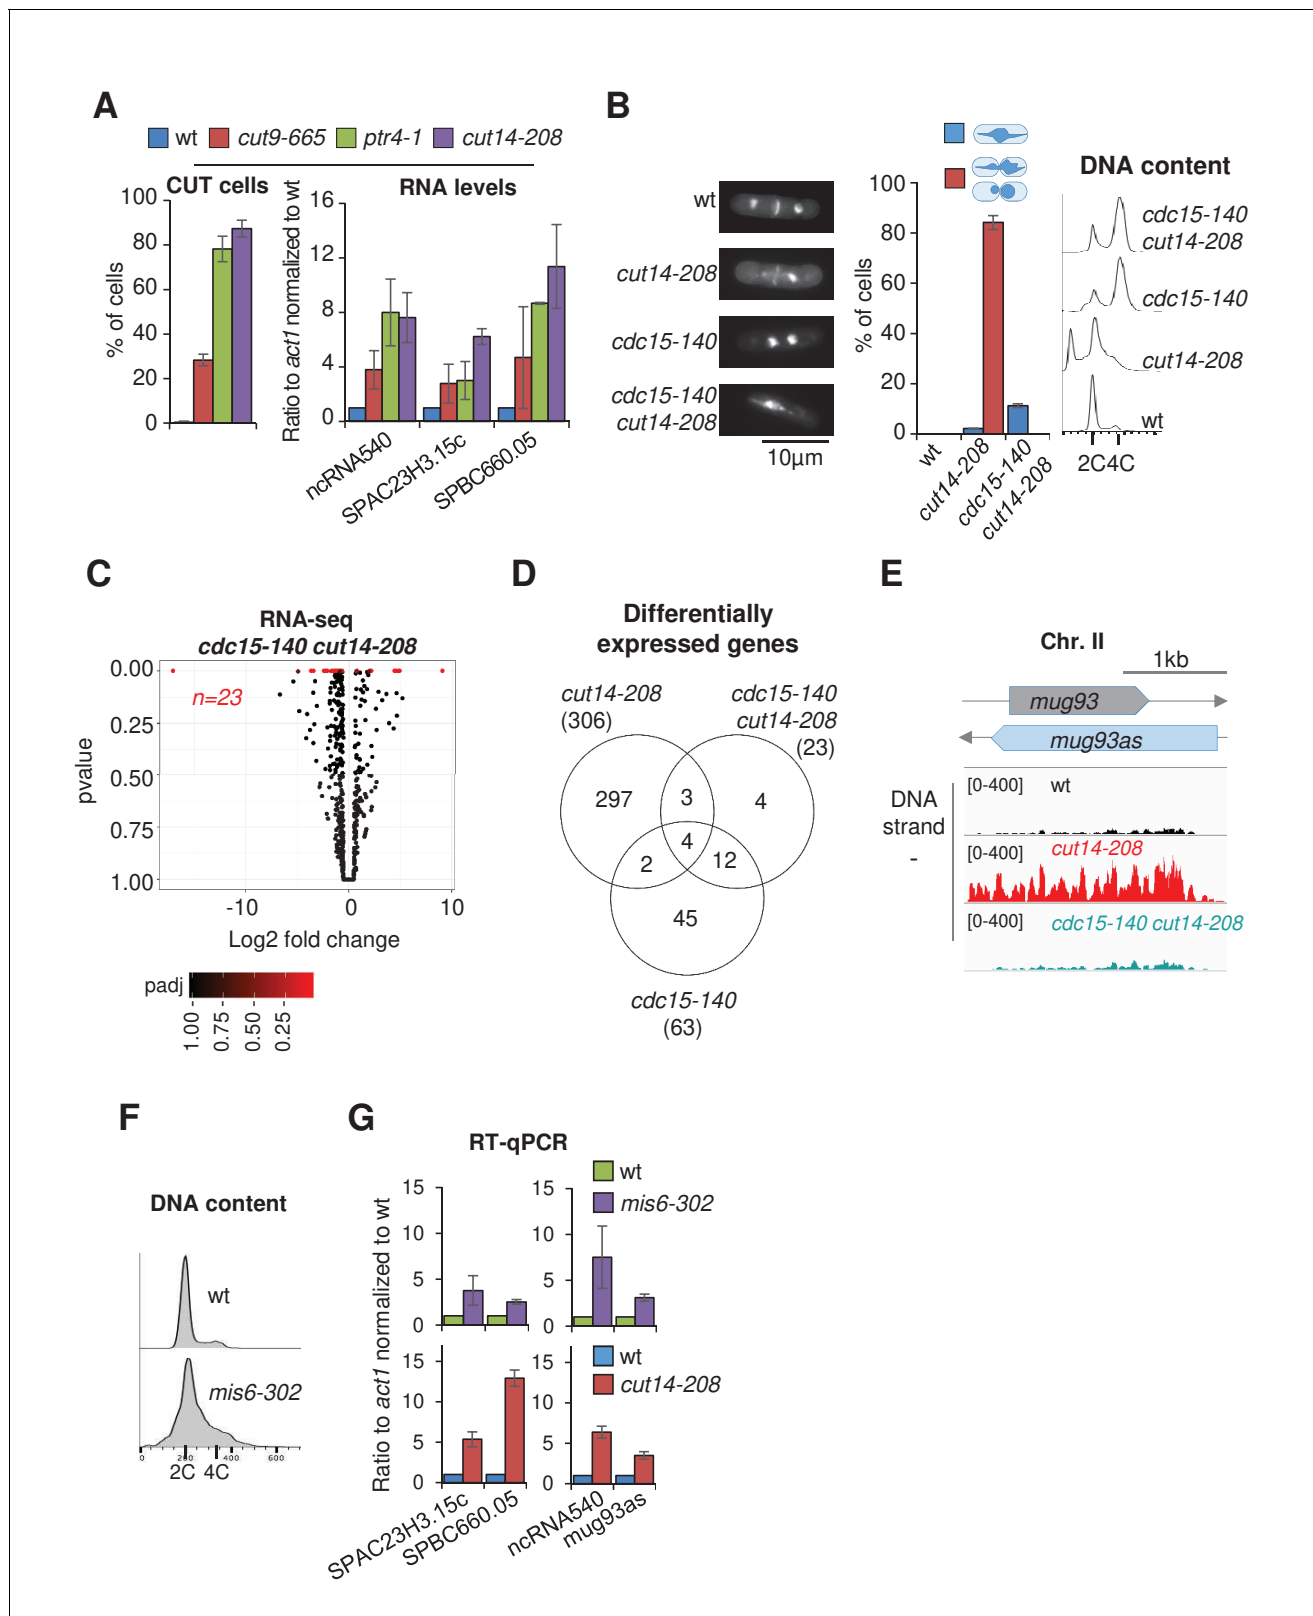 A
wt cut9-665 ptr4-1 cut14-208
CUT cells
RNA levels
% of cells
100
80
60
40
20
0
Ratio to act1 normalized to wt
16
12
8
4
0
ncRNA540
SPAC23H3.15c
SPBC660.05
B
wt
cut14-208
cdc15-140
cdc15-140
cut14-208
10µm
% of cells
100
80
60
40
20
0
wt
cut14-208
cdc15-140
cut14-208
DNA content
cdc15-140
cut14-208
cdc15-140
cut14-208
wt
2C4C
C
RNA-seq
cdc15-140 cut14-208
n=23
pvalue
0.00
0.25
0.50
0.75
1.00
-10 0 10
Log2 fold change
padj
1.00
0.75
0.50
0.25
D
Differentially
expressed genes
cut14-208
(306)
cdc15-140
cut14-208
(23)
297 3 4
4
2 12
45
cdc15-140
(63)
E
Chr. II
1kb
mug93
mug93as
DNA
strand
-
[0-400] wt
[0-400] cut14-208
[0-400] cdc15-140 cut14-208
F
DNA content
wt
mis6-302
0 200 400 600
2C 4C
G
RT-qPCR
wt
mis6-302
Ratio to act1 normalized to wt
15
10
5
0
15
10
5
0
wt
cut14-208
15
10
5
0
15
10
5
0
SPAC23H3.15c
SPBC660.05
ncRNA540
mug93as